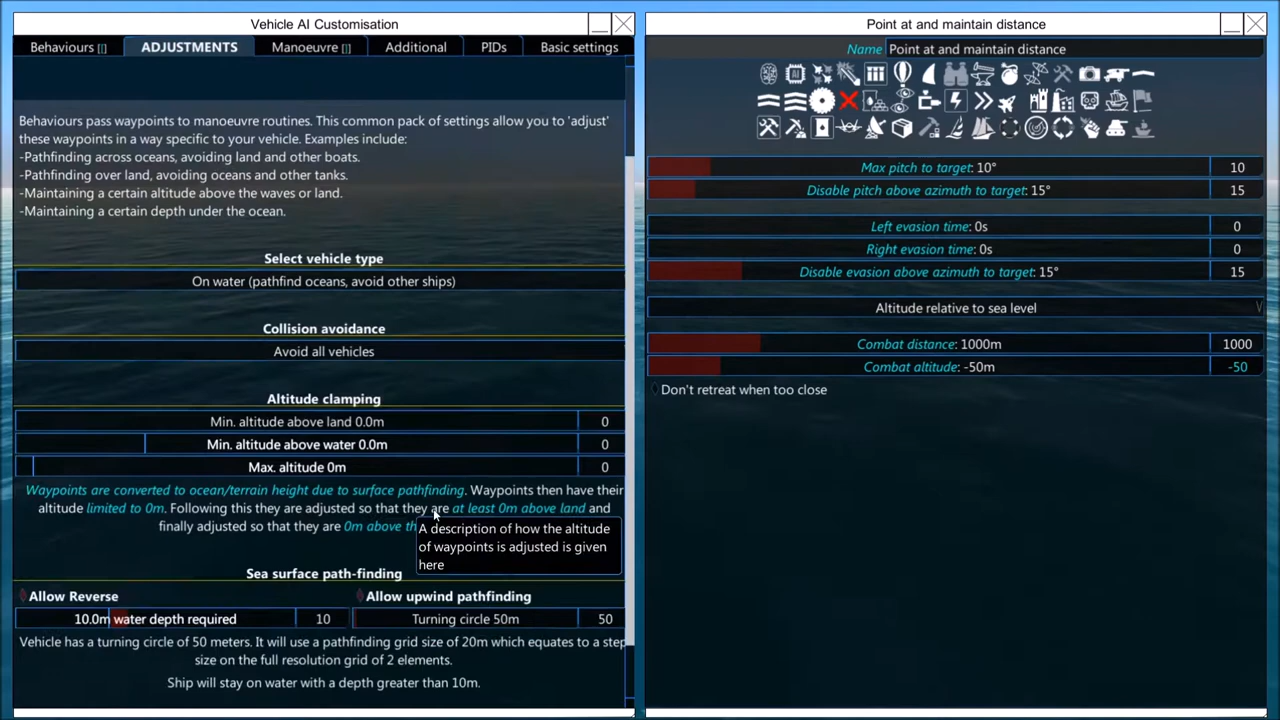 Vehicle AI Customisation
Behaviours []
ADJUSTMENTS
Manoeuvre []
Additional
PIDs
Basic settings
Behaviours pass waypoints to manoeuvre routines. This common pack of settings allow you to 'adjust'
these waypoints in a way specific to your vehicle. Examples include:
-Pathfinding across oceans, avoiding land and other boats.
-Pathfinding over land, avoiding oceans and other tanks.
-Maintaining a certain altitude above the waves or land.
-Maintaining a certain depth under the ocean.
Select vehicle type
On water (pathfind oceans, avoid other ships)
Collision avoidance
Avoid all vehicles
Altitude clamping
Min. altitude above land 0.0m 0
Min. altitude above water 0.0m 0
Max. altitude 0m 0
Waypoints are converted to ocean/terrain height due to surface pathfinding. Waypoints then have their
altitude limited to 0m. Following this they are adjusted so that they are at least 0m above land and
finally adjusted so that they are 0m above th
A description of how the altitude
of waypoints is adjusted is given
here
Sea surface path-finding
Allow Reverse
Allow upwind pathfinding
10.0m water depth required 10
Turning circle 50m 50
Vehicle has a turning circle of 50 meters. It will use a pathfinding grid size of 20m which equates to a step
size on the full resolution grid of 2 elements.
Ship will stay on water with a depth greater than 10m.
Point at and maintain distance
Name Point at and maintain distance
Max pitch to target: 10° 10
Disable pitch above azimuth to target: 15° 15
Left evasion time: 0s 0
Right evasion time: 0s 0
Disable evasion above azimuth to target: 15° 15
Altitude relative to sea level
Combat distance: 1000m 1000
Combat altitude: -50m -50
Don't retreat when too close